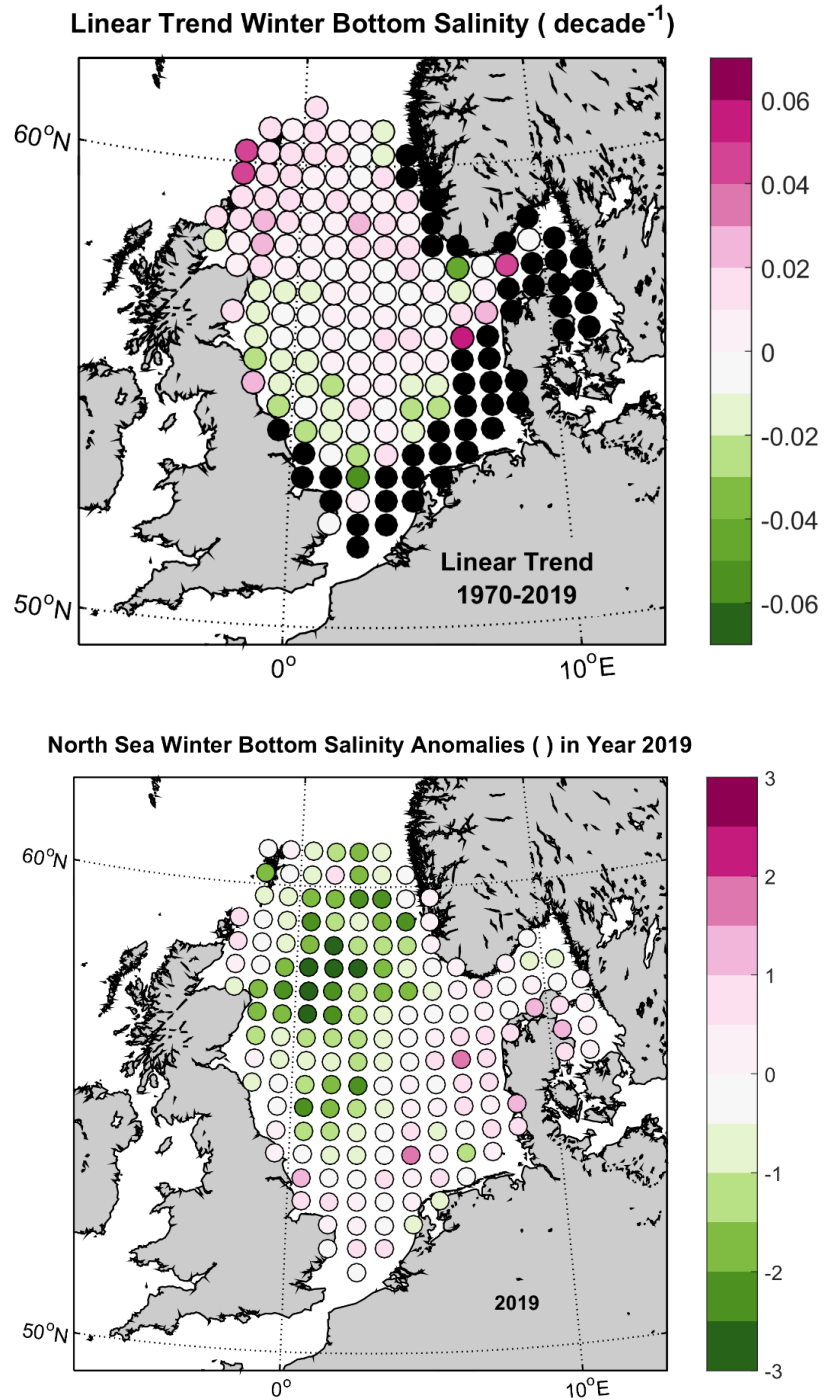 Linear Trend Winter Bottom Salinity ( decade⁻¹)
60°N
50°N
0°
10°E
Linear Trend
1970-2019
0.06
0.04
0.02
0
-0.02
-0.04
-0.06
North Sea Winter Bottom Salinity Anomalies ( ) in Year 2019
60°N
50°N
0°
10°E
2019
3
2
1
0
-1
-2
-3